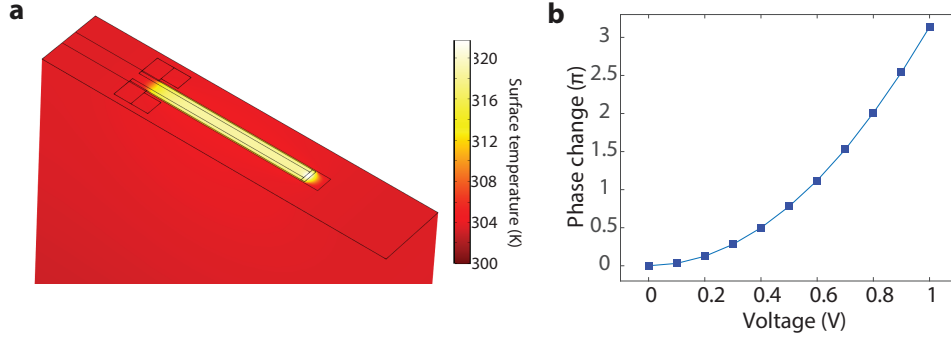 a
320
316
312
308
304
300
Surface temperature (K)
b
3
2.5
2
1.5
1
0.5
0
Phase change (π)
0 0.2 0.4 0.6 0.8 1
Voltage (V)